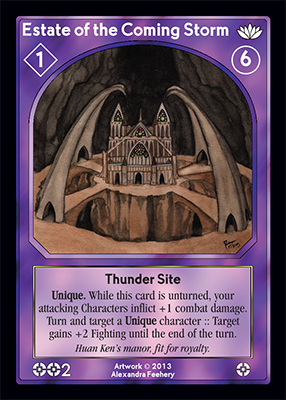 Estate of the Coming Storm
1
6
Thunder Site
Unique. While this card is unturned, your
attacking Characters inflict +1 combat damage.
Turn and target a Unique character :: Target
gains +2 Fighting until the end of the turn.
Huan Ken's manor, fit for royalty.
2
Artwork © 2013
Alexandra Feehery